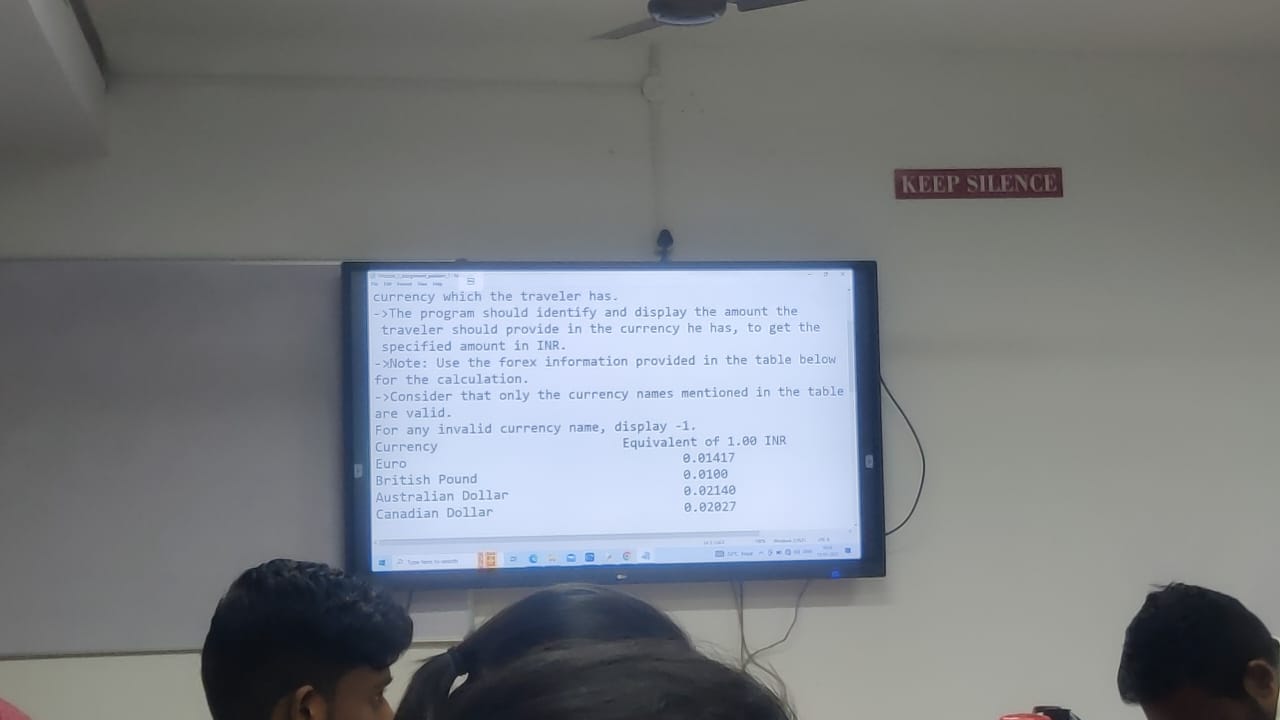 KEEP SILENCE
File Edit Format View Help
currency which the traveler has.
->The program should identify and display the amount the
traveler should provide in the currency he has, to get the
specified amount in INR.
->Note: Use the forex information provided in the table below
for the calculation.
->Consider that only the currency names mentioned in the table
are valid.
For any invalid currency name, display -1.
Currency Equivalent of 1.00 INR
Euro 0.01417
British Pound 0.0100
Australian Dollar 0.02140
Canadian Dollar 0.02027
Type here to search